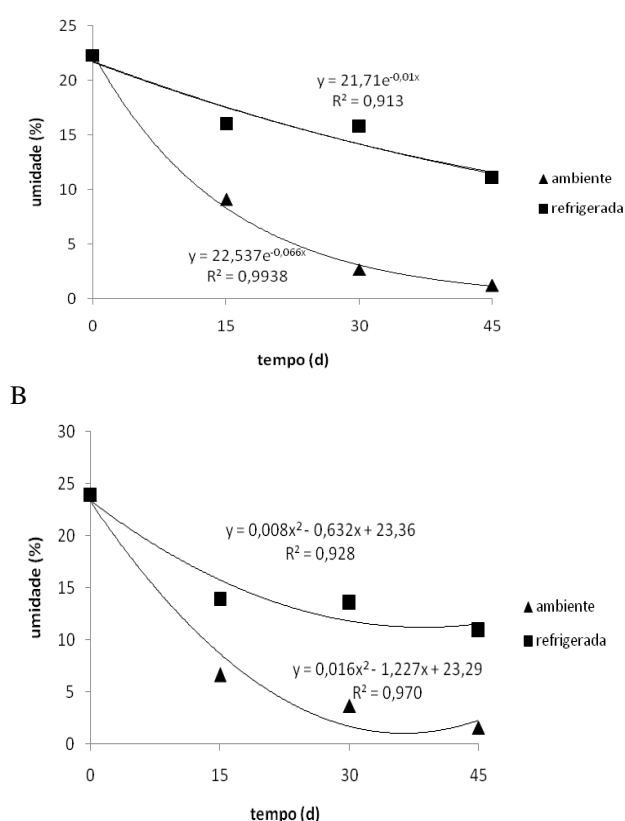 25
20
15
10
5
0
umidade (%)
y = 21,71e-0,01x
R² = 0,913
y = 22,537e-0,066x
R² = 0,9938
ambiente
refrigerada
0 15 30 45
tempo (d)
B
30
25
20
15
10
5
0
umidade (%)
y = 0,008x² - 0,632x + 23,36
R² = 0,928
y = 0,016x² - 1,227x + 23,29
R² = 0,970
ambiente
refrigerada
0 15 30 45
tempo (d)